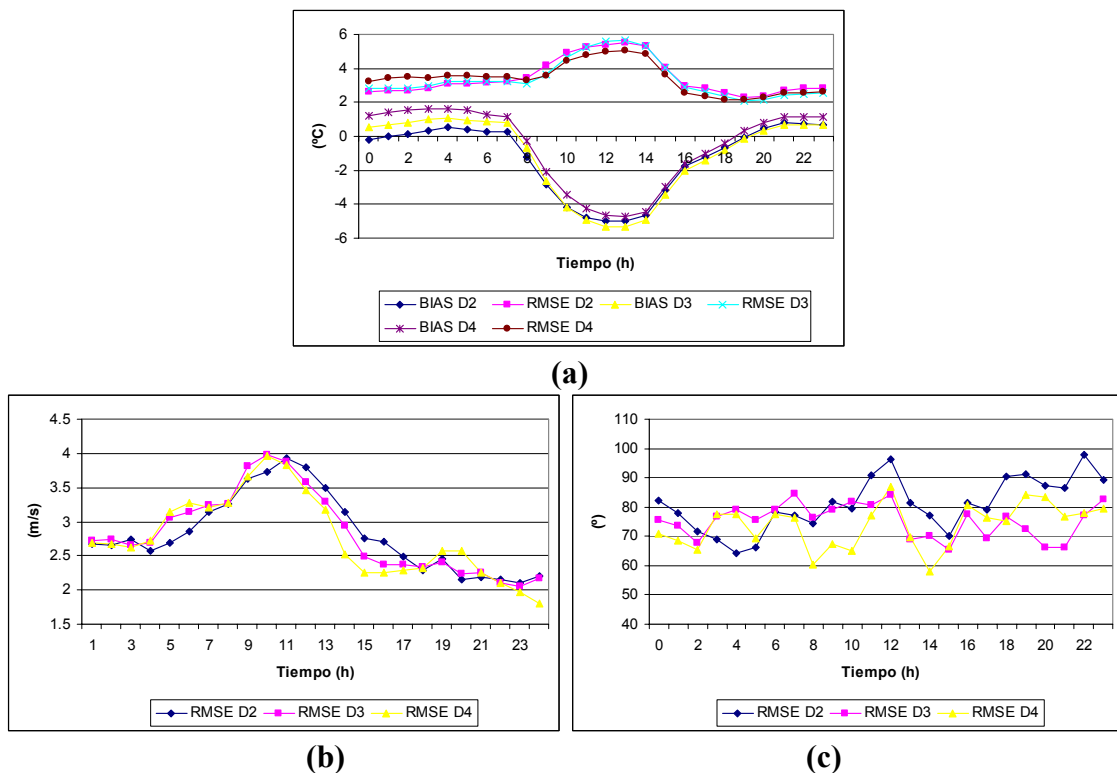 6
4
2
0
-2
-4
-6
(ºC)
0 2 4 6 8 10 12 14 16 18 20 22
Tiempo (h)
BIAS D2 RMSE D2 BIAS D3 RMSE D3
BIAS D4 RMSE D4
(a)
4.5
4
3.5
3
2.5
2
1.5
(m/s)
1 3 5 7 9 11 13 15 17 19 21 23
Tiempo (h)
RMSE D2 RMSE D3 RMSE D4
(b)
110
100
90
80
70
60
50
40
(º)
0 2 4 6 8 10 12 14 16 18 20 22
Tiempo (h)
RMSE D2 RMSE D3 RMSE D4
(c)